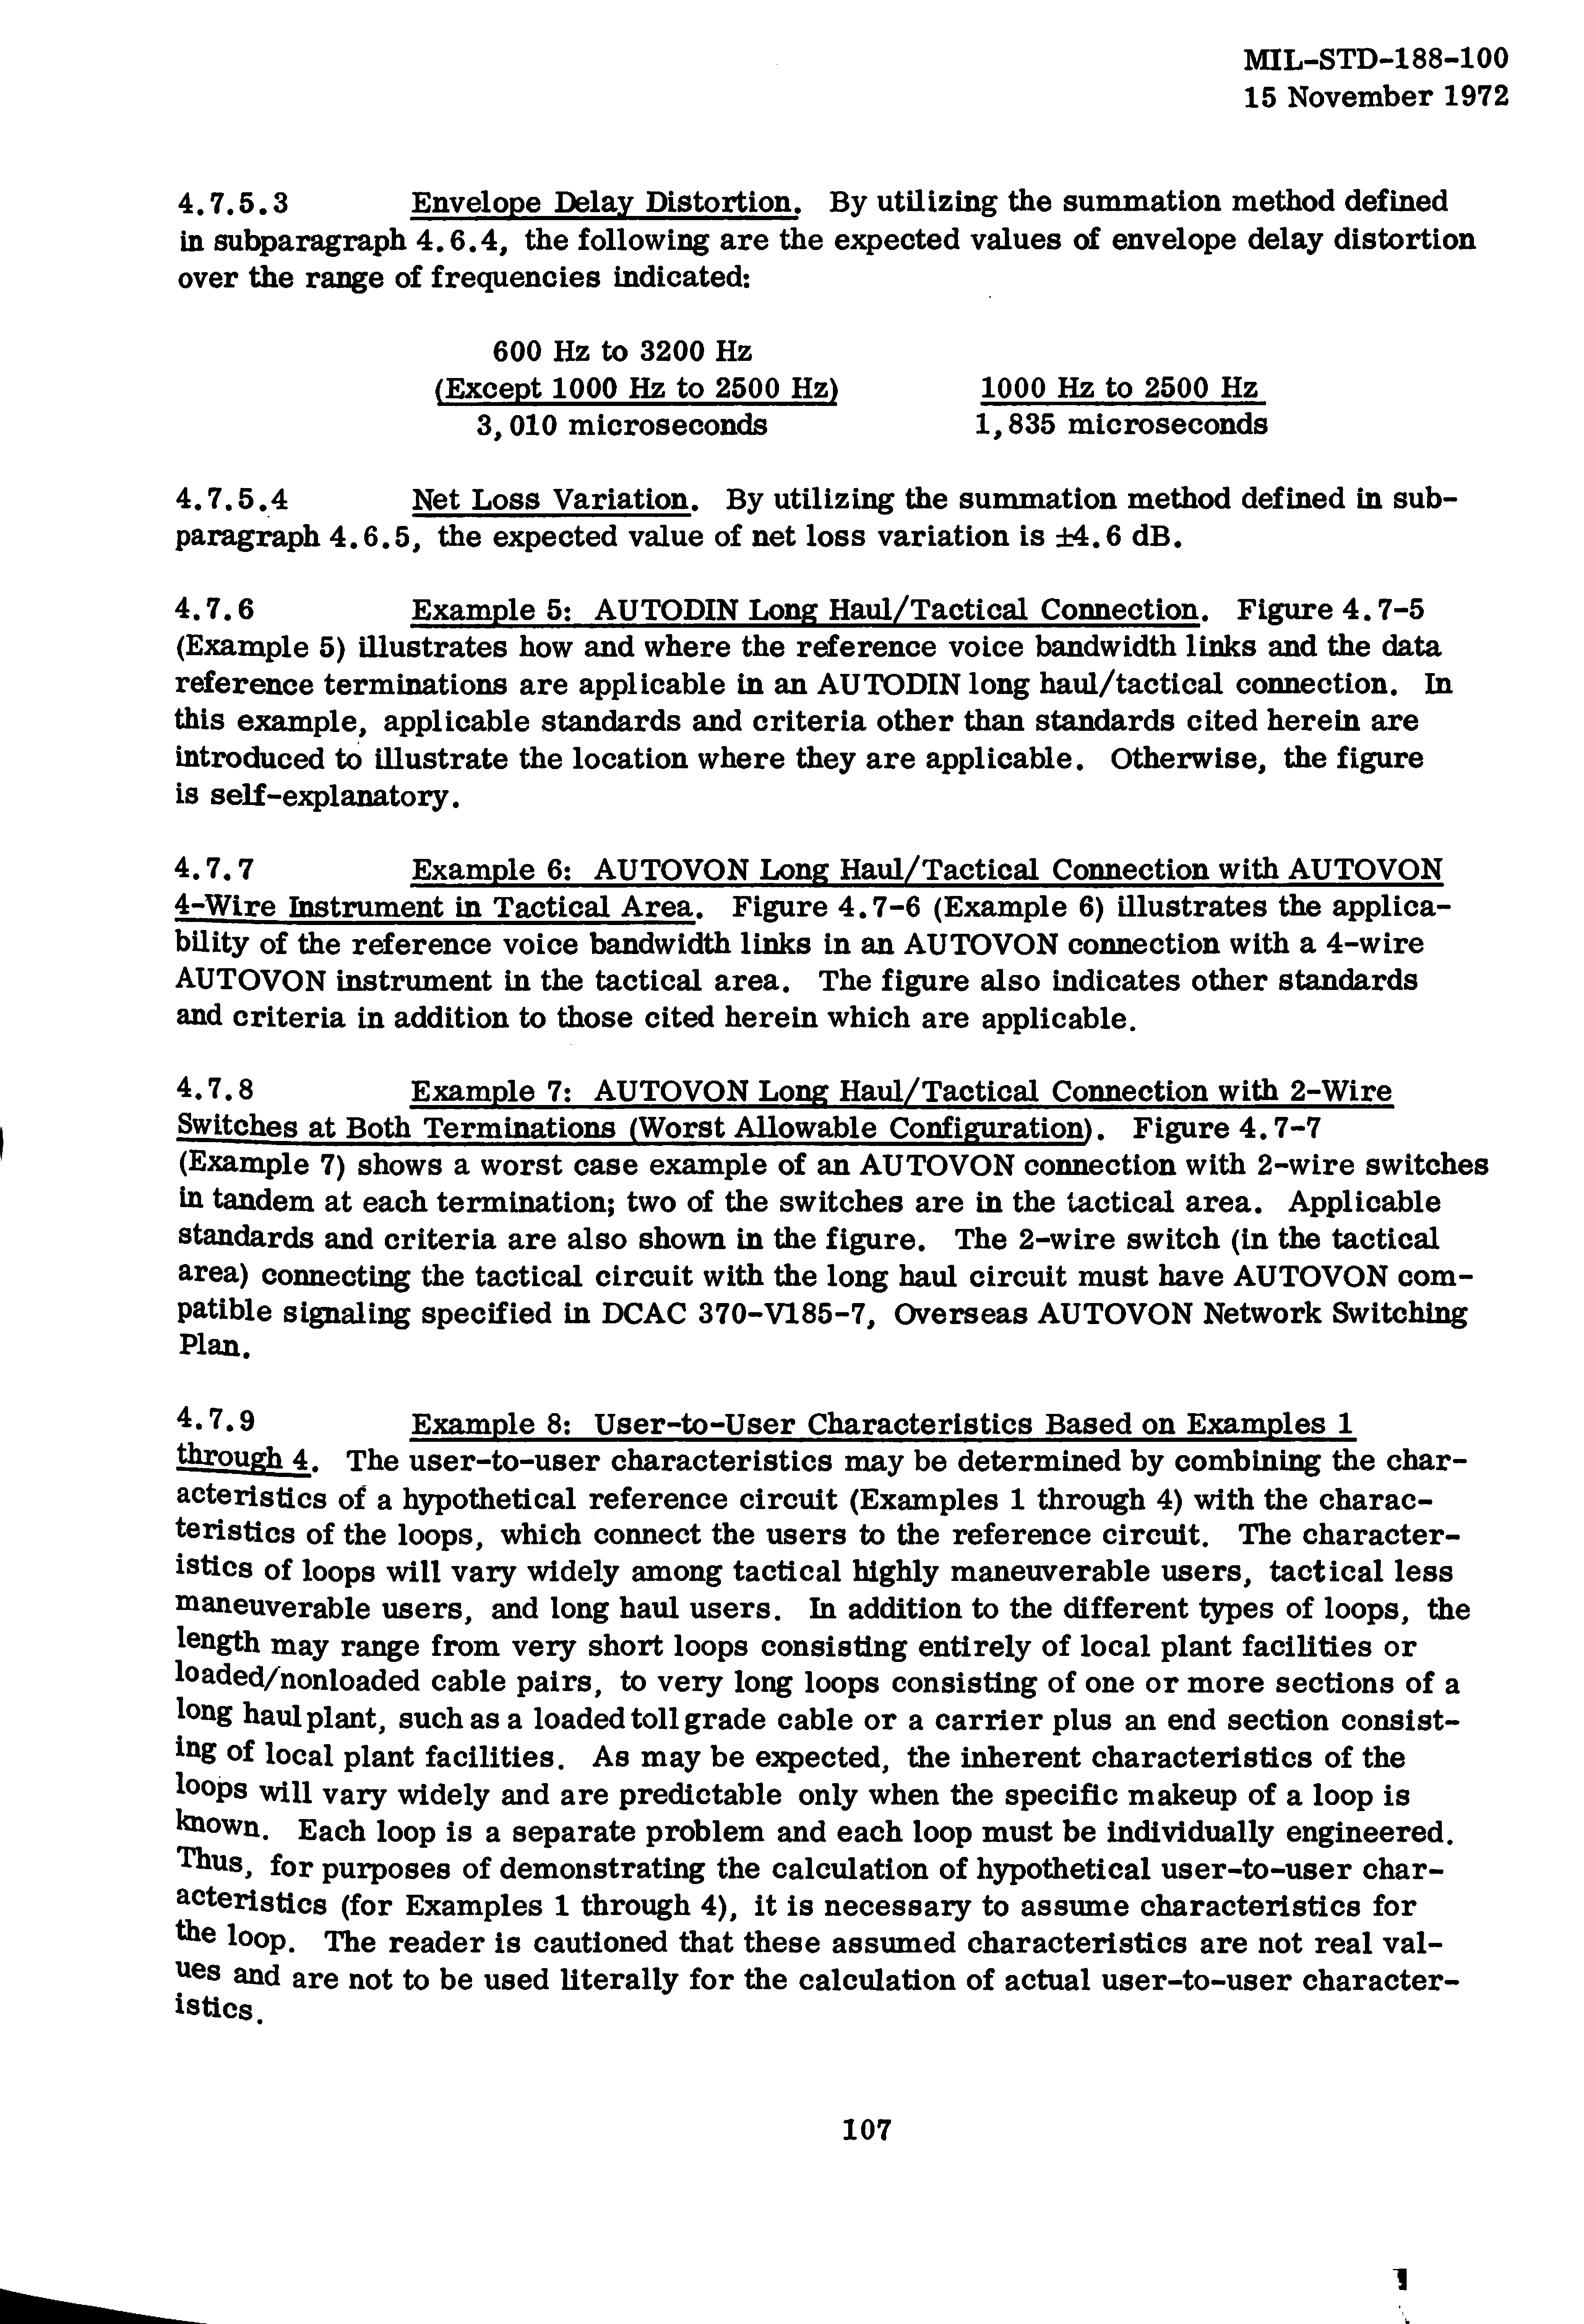 MIL-STD-188-100
15 November 1972
4.7.5.3 Envelope Delay Distortion. By utilizing the summation method defined
in subparagraph 4.6.4, the following are the expected values of envelope delay distortion
over the range of frequencies indicated:
600 Hz to 3200 Hz
(Except 1000 Hz to 2500 Hz) 1000 Hz to 2500 Hz
3,010 microseconds 1,835 microseconds
4.7.5.4 Net Loss Variation. By utilizing the summation method defined in sub-
paragraph 4.6.5, the expected value of net loss variation is ±4.6 dB.
4.7.6 Example 5: AUTODIN Long Haul/Tactical Connection. Figure 4.7-5
(Example 5) illustrates how and where the reference voice bandwidth links and the data
reference terminations are applicable in an AUTODIN long haul/tactical connection. In
this example, applicable standards and criteria other than standards cited herein are
introduced to illustrate the location where they are applicable. Otherwise, the figure
is self-explanatory.
4.7.7 Example 6: AUTOVON Long Haul/Tactical Connection with AUTOVON
4-Wire Instrument in Tactical Area. Figure 4.7-6 (Example 6) illustrates the applica-
bility of the reference voice bandwidth links in an AUTOVON connection with a 4-wire
AUTOVON instrument in the tactical area. The figure also indicates other standards
and criteria in addition to those cited herein which are applicable.
4.7.8 Example 7: AUTOVON Long Haul/Tactical Connection with 2-Wire
Switches at Both Terminations (Worst Allowable Configuration). Figure 4.7-7
(Example 7) shows a worst case example of an AUTOVON connection with 2-wire switches
in tandem at each termination; two of the switches are in the tactical area. Applicable
standards and criteria are also shown in the figure. The 2-wire switch (in the tactical
area) connecting the tactical circuit with the long haul circuit must have AUTOVON com-
patible signaling specified in DCAC 370-V185-7, Overseas AUTOVON Network Switching
Plan.
4.7.9 Example 8: User-to-User Characteristics Based on Examples 1
through 4. The user-to-user characteristics may be determined by combining the char-
acteristics of a hypothetical reference circuit (Examples 1 through 4) with the charac-
teristics of the loops, which connect the users to the reference circuit. The character-
istics of loops will vary widely among tactical highly maneuverable users, tactical less
maneuverable users, and long haul users. In addition to the different types of loops, the
length may range from very short loops consisting entirely of local plant facilities or
loaded/nonloaded cable pairs, to very long loops consisting of one or more sections of a
long haul plant, such as a loaded toll grade cable or a carrier plus an end section consist-
ing of local plant facilities. As may be expected, the inherent characteristics of the
loops will vary widely and are predictable only when the specific makeup of a loop is
known. Each loop is a separate problem and each loop must be individually engineered.
Thus, for purposes of demonstrating the calculation of hypothetical user-to-user char-
acteristics (for Examples 1 through 4), it is necessary to assume characteristics for
the loop. The reader is cautioned that these assumed characteristics are not real val-
ues and are not to be used literally for the calculation of actual user-to-user character-
istics.
107